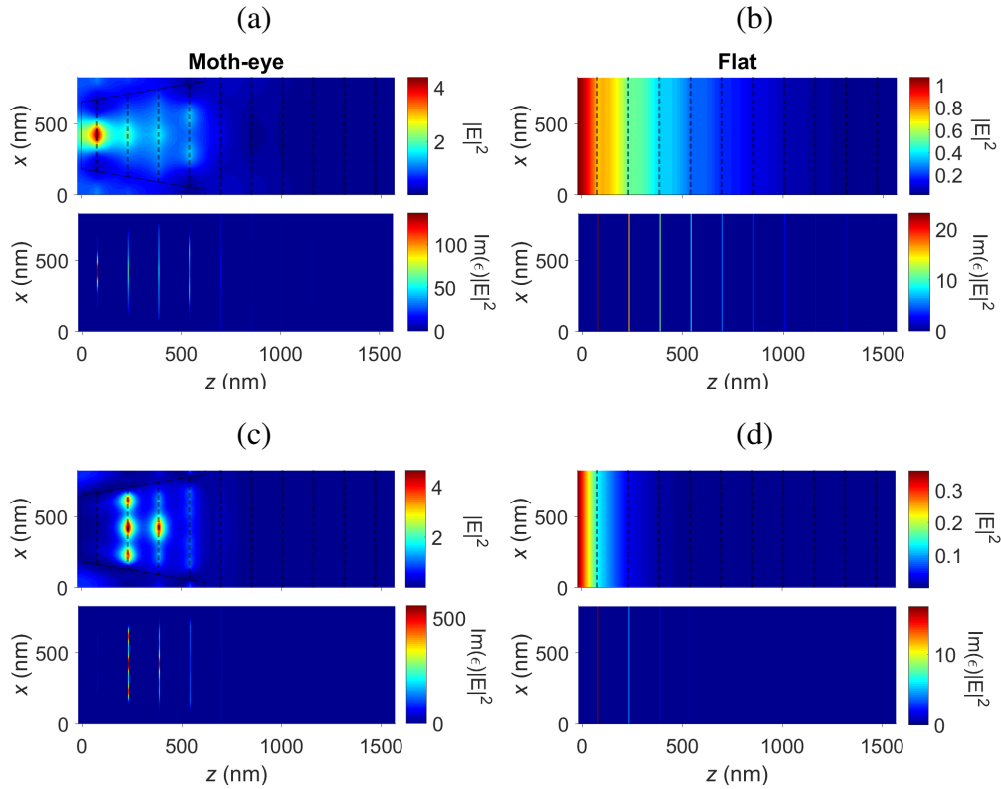 (a)
(b)
Moth-eye
Flat
500
0
x (nm)
4
2
|E|²
500
0
x (nm)
1
0.8
0.6
0.4
0.2
|E|²
500
0
x (nm)
0
500
1000
1500
z (nm)
100
50
0
Im(ϵ)|E|²
500
0
x (nm)
0
500
1000
1500
z (nm)
20
10
0
Im(ϵ)|E|²
(c)
(d)
500
0
x (nm)
4
2
|E|²
500
0
x (nm)
0.3
0.2
0.1
|E|²
500
0
x (nm)
0
500
1000
1500
z (nm)
500
0
Im(ϵ)|E|²
500
0
x (nm)
0
500
1000
1500
z (nm)
10
0
Im(ϵ)|E|²